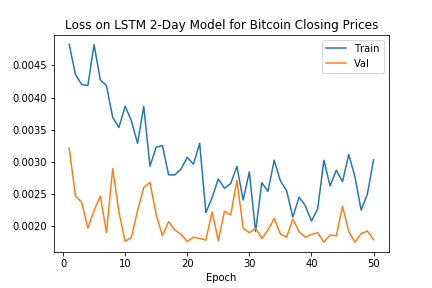 Loss on LSTM 2-Day Model for Bitcoin Closing Prices
Train
Val
0.0045
0.0040
0.0035
0.0030
0.0025
0.0020
0 10 20 30 40 50
Epoch